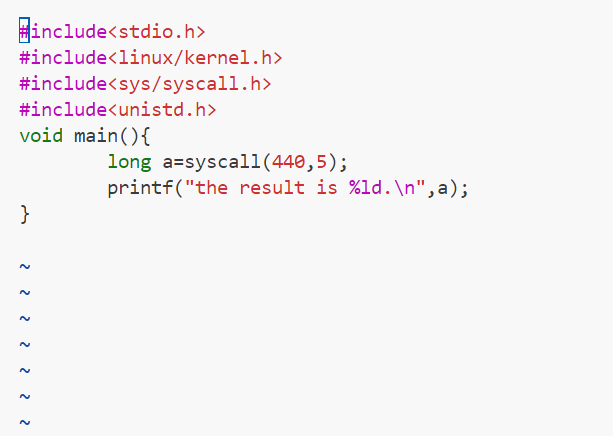 #include<stdio.h>
#include<linux/kernel.h>
#include<sys/syscall.h>
#include<unistd.h>
void main(){
        long a=syscall(440,5);
        printf("the result is %ld.\n",a);
}
~
~
~
~
~
~
~